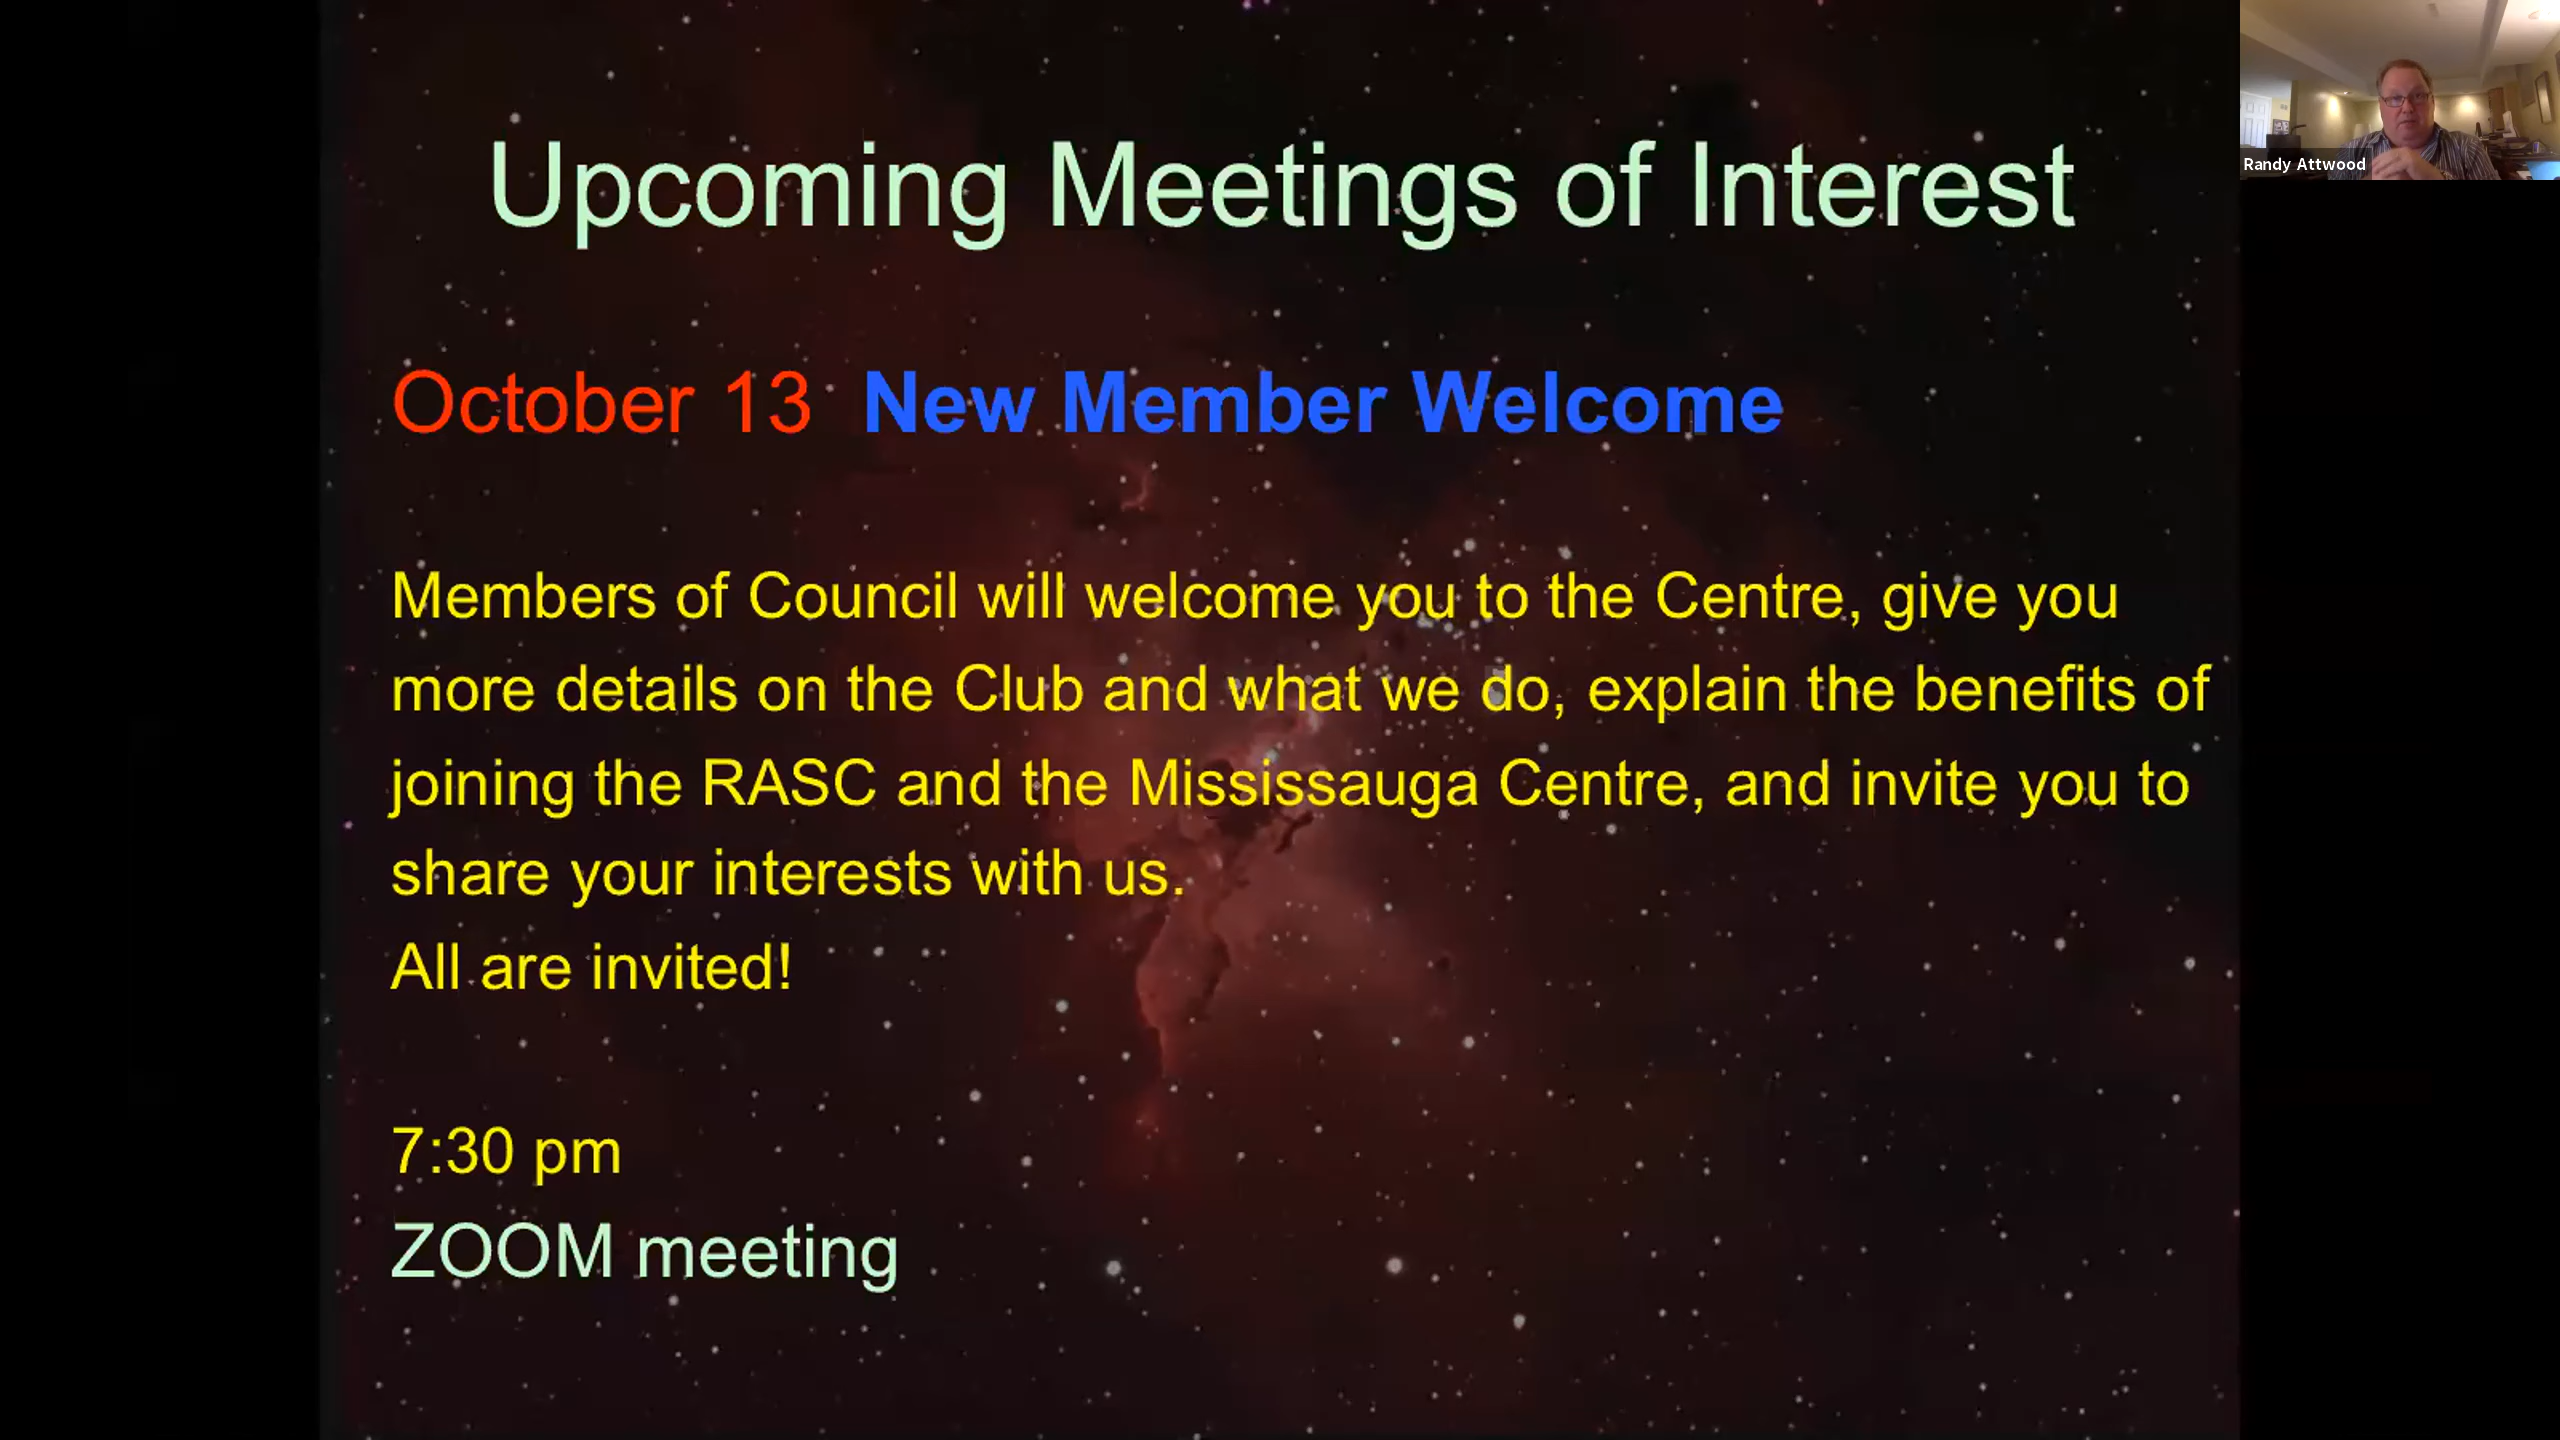 Upcoming Meetings of Interest
Randy Attwood
October 13 New Member Welcome
Members of Council will welcome you to the Centre, give you
more details on the Club and what we do, explain the benefits of
joining the RASC and the Mississauga Centre, and invite you to
share your interests with us.
All are invited!
7:30 pm
ZOOM meeting